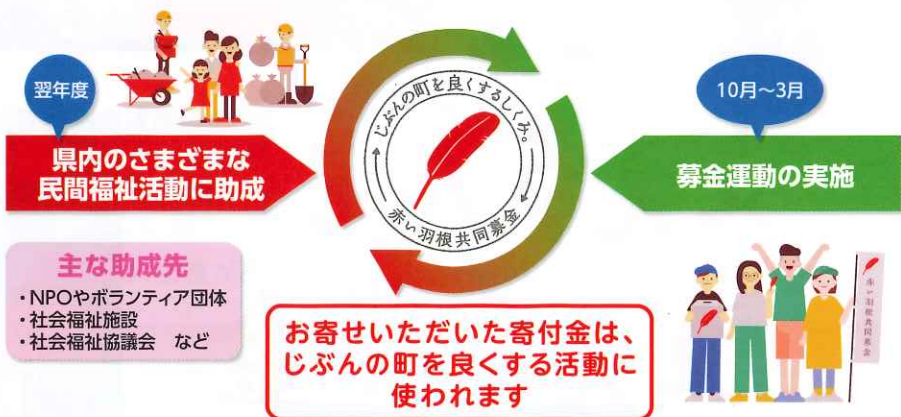 翌年度
県内のさまざまな
民間福祉活動に助成
主な助成先
・NPOやボランティア団体
・社会福祉施設
・社会福祉協議会　など
じぶんの町を良くするしくみ。
赤い羽根共同募金
10月～3月
募金運動の実施
赤い羽根共同募金
お寄せいただいた寄付金は、
じぶんの町を良くする活動に
使われます